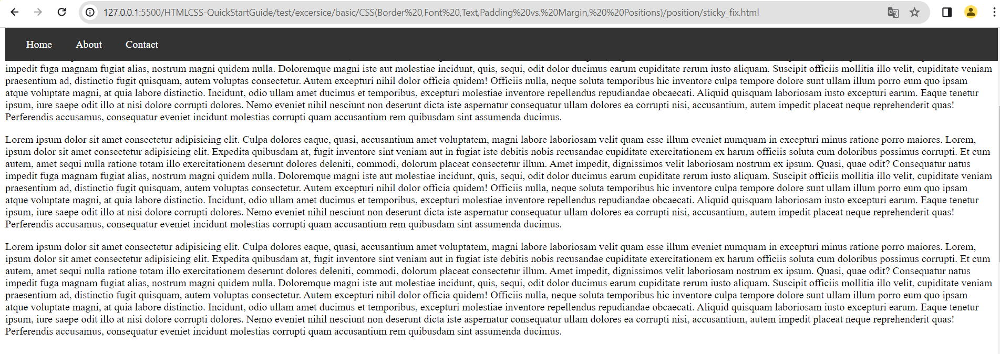 127.0.0.1:5500/HTMLCSS-QuickStartGuide/test/excersice/basic/CSS(Border%20,Font%20,Text,Padding%20vs.%20Margin,%20%20Positions)/position/sticky_fix.html
Home About Contact
impedit fuga magnam fugiat alias, nostrum magni quidem nulla. Doloremque magni iste aut molestiae incidunt, quis, sequi, odit dolor ducimus earum cupiditate rerum iusto aliquam. Suscipit officiis mollitia illo velit, cupiditate veniam
praesentium ad, distinctio fugit quisquam, autem voluptas consectetur. Autem excepturi nihil dolor officia quidem! Officiis nulla, neque soluta temporibus hic inventore culpa tempore dolore sunt ullam illum porro eum quo ipsam
atque voluptate magni, at quia labore distinctio. Incidunt, odio ullam amet ducimus et temporibus, excepturi molestiae inventore repellendus repudiandae obcaecati. Aliquid quisquam laboriosam iusto excepturi earum. Eaque tenetur
ipsum, iure saepe odit illo at nisi dolore corrupti dolores. Nemo eveniet nihil nesciunt non deserunt dicta iste aspernatur consequatur ullam dolores ea corrupti nisi, accusantium, autem impedit placeat neque reprehenderit quas!
Perferendis accusamus, consequatur eveniet incidunt molestias corrupti quam accusantium rem quibusdam sint assumenda ducimus.
Lorem ipsum dolor sit amet consectetur adipisicing elit. Culpa dolores eaque, quasi, accusantium amet voluptatem, magni labore laboriosam velit quam esse illum eveniet numquam in excepturi minus ratione porro maiores. Lorem,
ipsum dolor sit amet consectetur adipisicing elit. Expedita quibusdam at, fugit inventore sint veniam aut in fugiat iste debitis nobis recusandae cupiditate exercitationem ex harum officiis soluta cum doloribus possimus corrupti. Et cum
autem, amet sequi nulla ratione totam illo exercitationem deserunt dolores deleniti, commodi, dolorum placeat consectetur illum. Amet impedit, dignissimos velit laboriosam nostrum ex ipsum. Quasi, quae odit? Consequatur natus
impedit fuga magnam fugiat alias, nostrum magni quidem nulla. Doloremque magni iste aut molestiae incidunt, quis, sequi, odit dolor ducimus earum cupiditate rerum iusto aliquam. Suscipit officiis mollitia illo velit, cupiditate veniam
praesentium ad, distinctio fugit quisquam, autem voluptas consectetur. Autem excepturi nihil dolor officia quidem! Officiis nulla, neque soluta temporibus hic inventore culpa tempore dolore sunt ullam illum porro eum quo ipsam
atque voluptate magni, at quia labore distinctio. Incidunt, odio ullam amet ducimus et temporibus, excepturi molestiae inventore repellendus repudiandae obcaecati. Aliquid quisquam laboriosam iusto excepturi earum. Eaque tenetur
ipsum, iure saepe odit illo at nisi dolore corrupti dolores. Nemo eveniet nihil nesciunt non deserunt dicta iste aspernatur consequatur ullam dolores ea corrupti nisi, accusantium, autem impedit placeat neque reprehenderit quas!
Perferendis accusamus, consequatur eveniet incidunt molestias corrupti quam accusantium rem quibusdam sint assumenda ducimus.
Lorem ipsum dolor sit amet consectetur adipisicing elit. Culpa dolores eaque, quasi, accusantium amet voluptatem, magni labore laboriosam velit quam esse illum eveniet numquam in excepturi minus ratione porro maiores. Lorem,
ipsum dolor sit amet consectetur adipisicing elit. Expedita quibusdam at, fugit inventore sint veniam aut in fugiat iste debitis nobis recusandae cupiditate exercitationem ex harum officiis soluta cum doloribus possimus corrupti. Et cum
autem, amet sequi nulla ratione totam illo exercitationem deserunt dolores deleniti, commodi, dolorum placeat consectetur illum. Amet impedit, dignissimos velit laboriosam nostrum ex ipsum. Quasi, quae odit? Consequatur natus
impedit fuga magnam fugiat alias, nostrum magni quidem nulla. Doloremque magni iste aut molestiae incidunt, quis, sequi, odit dolor ducimus earum cupiditate rerum iusto aliquam. Suscipit officiis mollitia illo velit, cupiditate veniam
praesentium ad, distinctio fugit quisquam, autem voluptas consectetur. Autem excepturi nihil dolor officia quidem! Officiis nulla, neque soluta temporibus hic inventore culpa tempore dolore sunt ullam illum porro eum quo ipsam
atque voluptate magni, at quia labore distinctio. Incidunt, odio ullam amet ducimus et temporibus, excepturi molestiae inventore repellendus repudiandae obcaecati. Aliquid quisquam laboriosam iusto excepturi earum. Eaque tenetur
ipsum, iure saepe odit illo at nisi dolore corrupti dolores. Nemo eveniet nihil nesciunt non deserunt dicta iste aspernatur consequatur ullam dolores ea corrupti nisi, accusantium, autem impedit placeat neque reprehenderit quas!
Perferendis accusamus, consequatur eveniet incidunt molestias corrupti quam accusantium rem quibusdam sint assumenda ducimus.